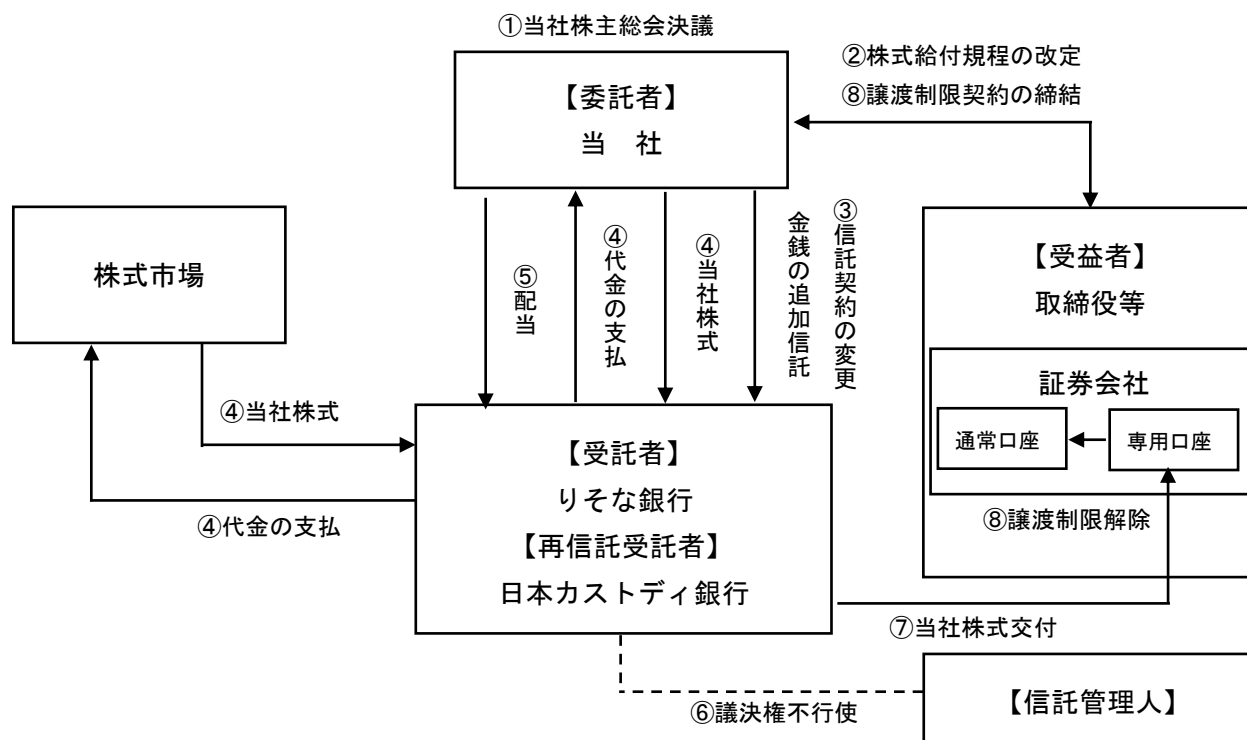 ①当社株主総会決議
【委託者】
当　社
②株式給付規程の改定
⑧譲渡制限契約の締結
株式市場
⑤配当
④代金の支払
④当社株式
③信託契約の変更
金銭の追加信託
【受益者】
取締役等
証券会社
通常口座
専用口座
⑧譲渡制限解除
④当社株式
④代金の支払
【受託者】
りそな銀行
【再信託受託者】
日本カストディ銀行
⑦当社株式交付
⑥議決権不行使
【信託管理人】